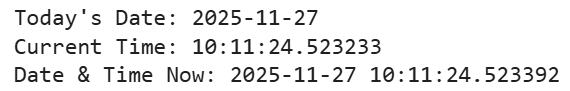 Today's Date: 2025-11-27
Current Time: 10:11:24.523233
Date & Time Now: 2025-11-27 10:11:24.523392